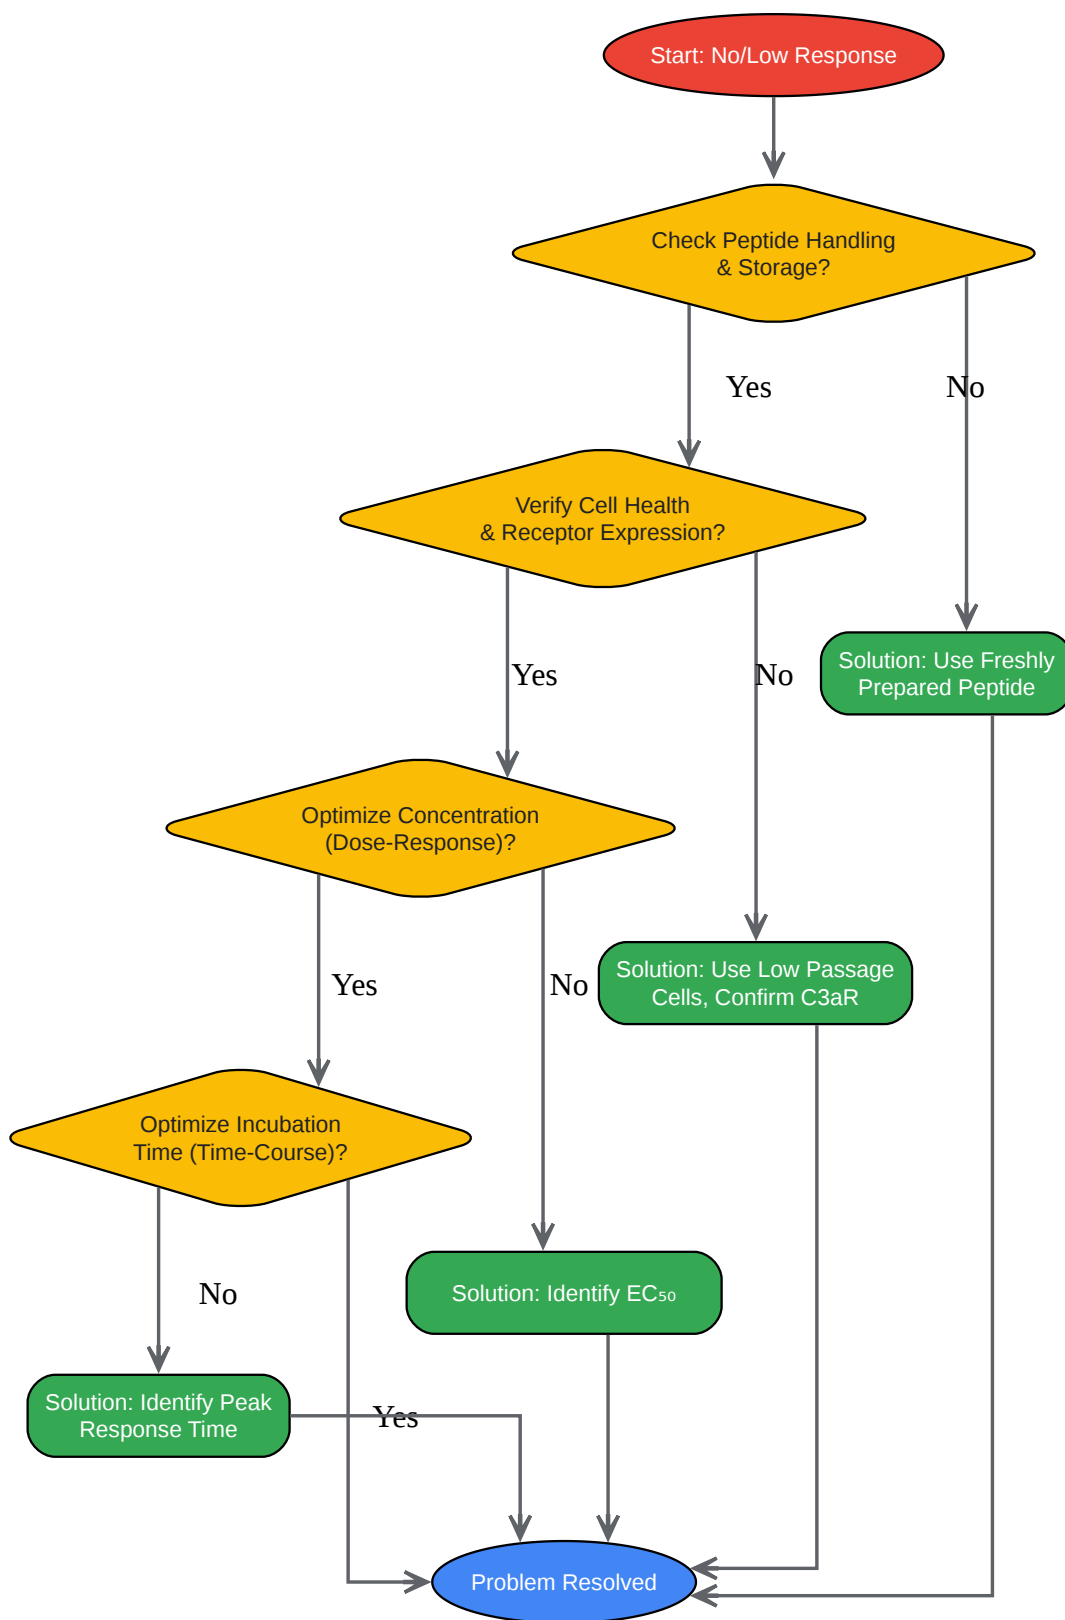 Start: No/Low Response
Check Peptide Handling
& Storage?
Yes
No
Verify Cell Health
& Receptor Expression?
Yes
No
Solution: Use Freshly
Prepared Peptide
Optimize Concentration
(Dose-Response)?
Yes
No
Solution: Use Low Passage
Cells, Confirm C3aR
Optimize Incubation
Time (Time-Course)?
No
Solution: Identify EC₅₀
Solution: Identify Peak
Response Time
Yes
Problem Resolved